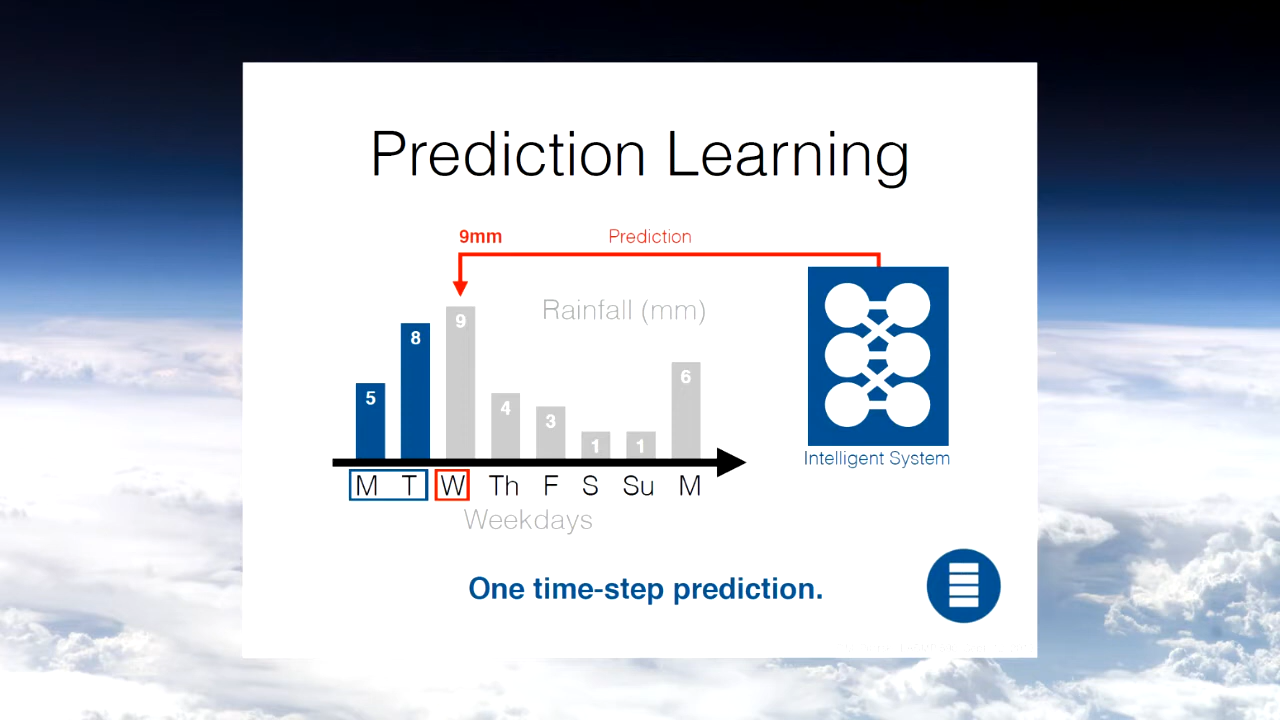 Prediction Learning
9mm Prediction
Rainfall (mm)
5 8 9 4 3 1 1 6
M T W Th F S Su M
Intelligent System
Weekdays
One time-step prediction.